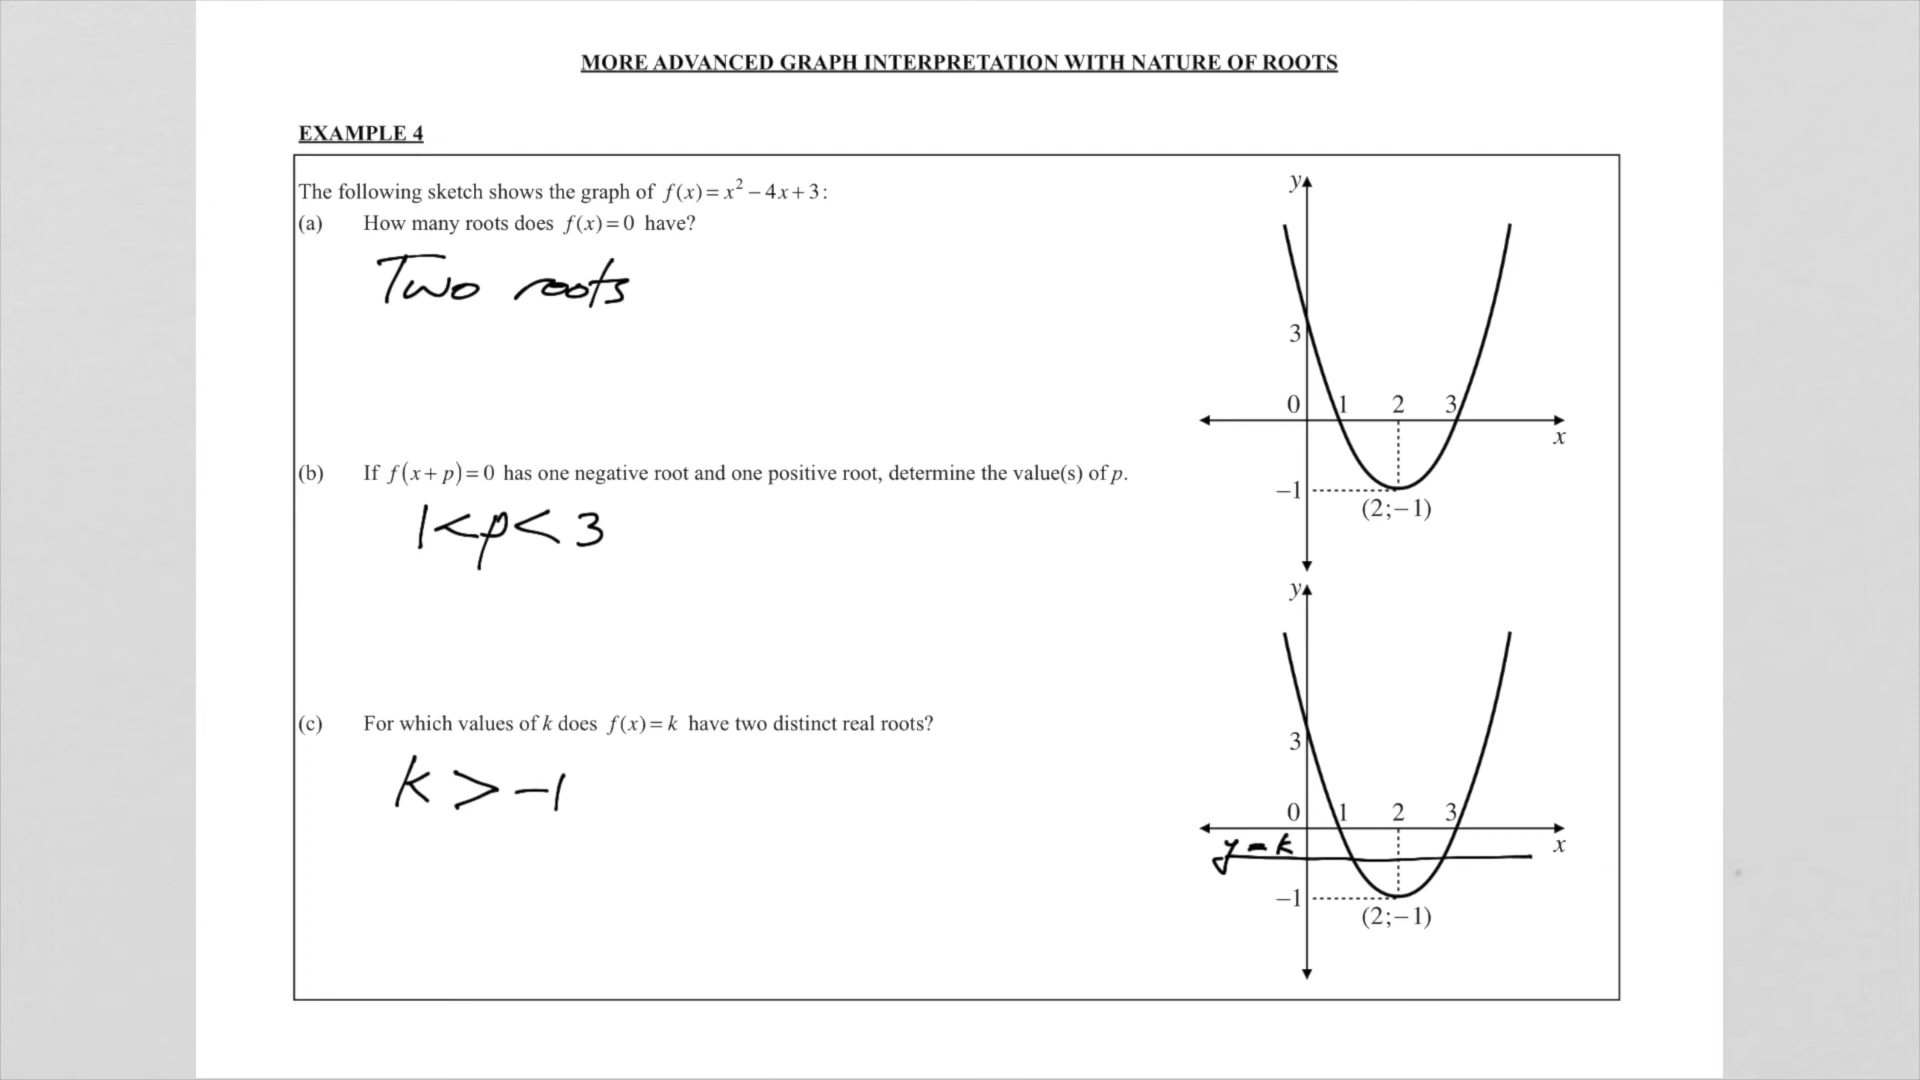 MORE ADVANCED GRAPH INTERPRETATION WITH NATURE OF ROOTS
EXAMPLE 4
The following sketch shows the graph of f(x)=x²−4x+3:
(a) How many roots does f(x)=0 have?
Two roots
(b) If f(x+p)=0 has one negative root and one positive root, determine the value(s) of p.
1<p<3
(c) For which values of k does f(x)=k have two distinct real roots?
k>−1
y
3
0 1 2 3
x
−1
(2;−1)
y
3
0 1 2 3
x
y=k
−1
(2;−1)